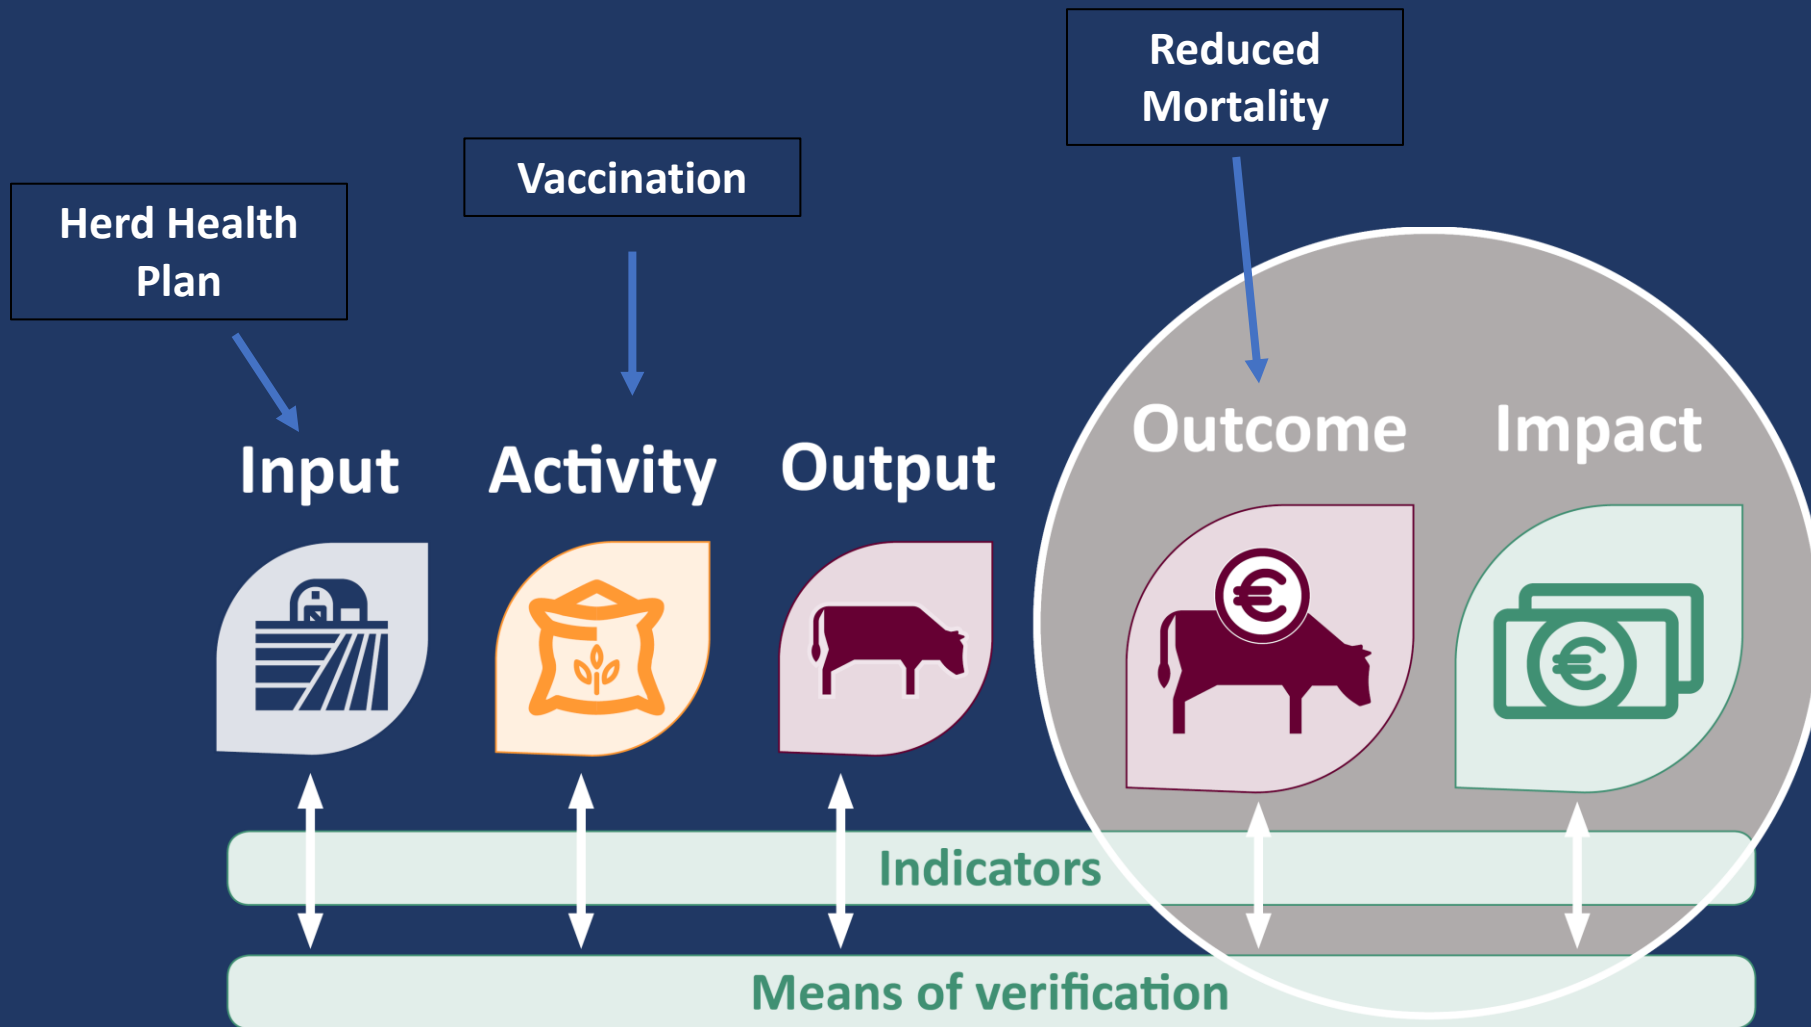 Reduced
Mortality
Vaccination
Herd Health
Plan
Input
Activity
Output
Outcome
Impact
€
€
Indicators
Means of verification